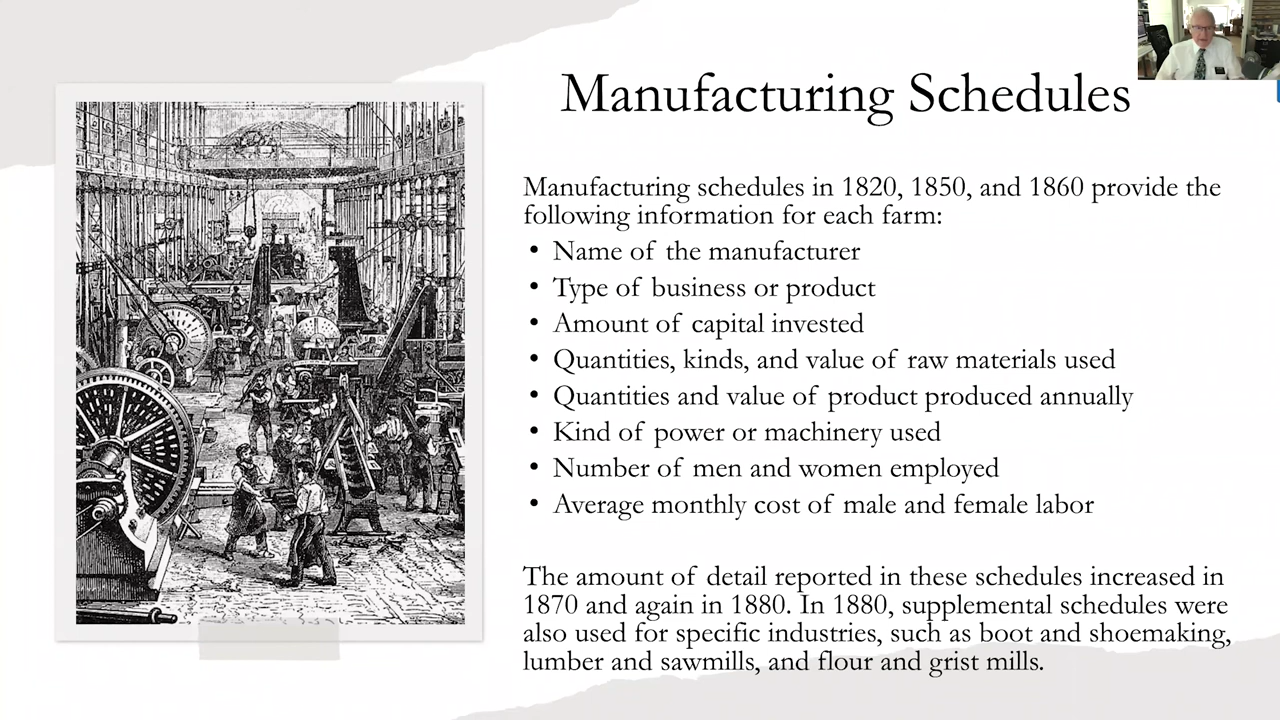 Manufacturing Schedules
Manufacturing schedules in 1820, 1850, and 1860 provide the
following information for each farm:
• Name of the manufacturer
• Type of business or product
• Amount of capital invested
• Quantities, kinds, and value of raw materials used
• Quantities and value of product produced annually
• Kind of power or machinery used
• Number of men and women employed
• Average monthly cost of male and female labor
The amount of detail reported in these schedules increased in
1870 and again in 1880. In 1880, supplemental schedules were
also used for specific industries, such as boot and shoemaking,
lumber and sawmills, and flour and grist mills.